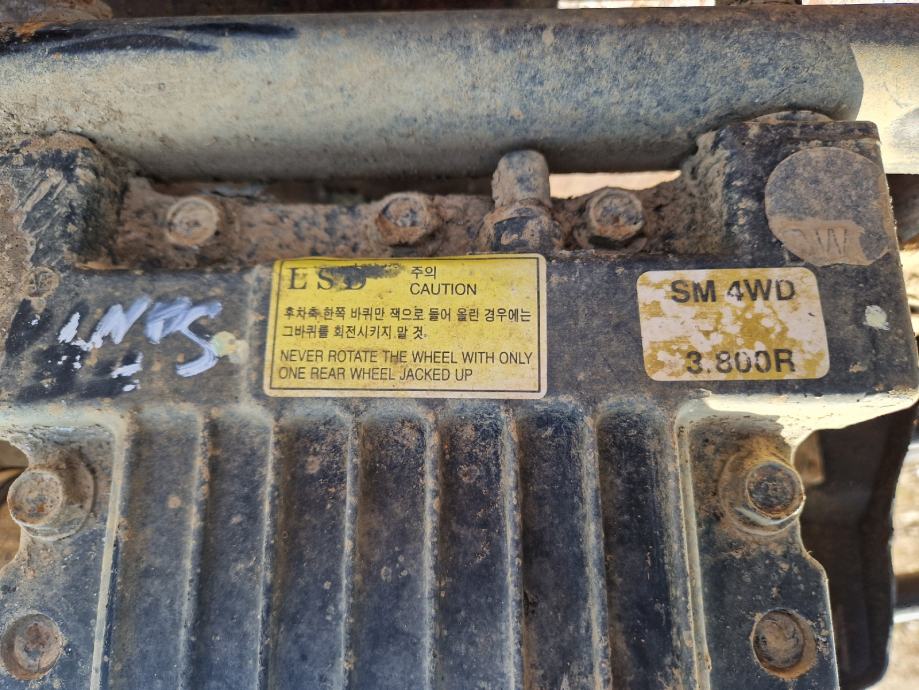 ESD
주의
CAUTION
후차축 한쪽 바퀴만 잭으로 들어 올린 경우에는
그바퀴를 회전시키지 말 것.
NEVER ROTATE THE WHEEL WITH ONLY
ONE REAR WHEEL JACKED UP
SM 4WD
3.800R